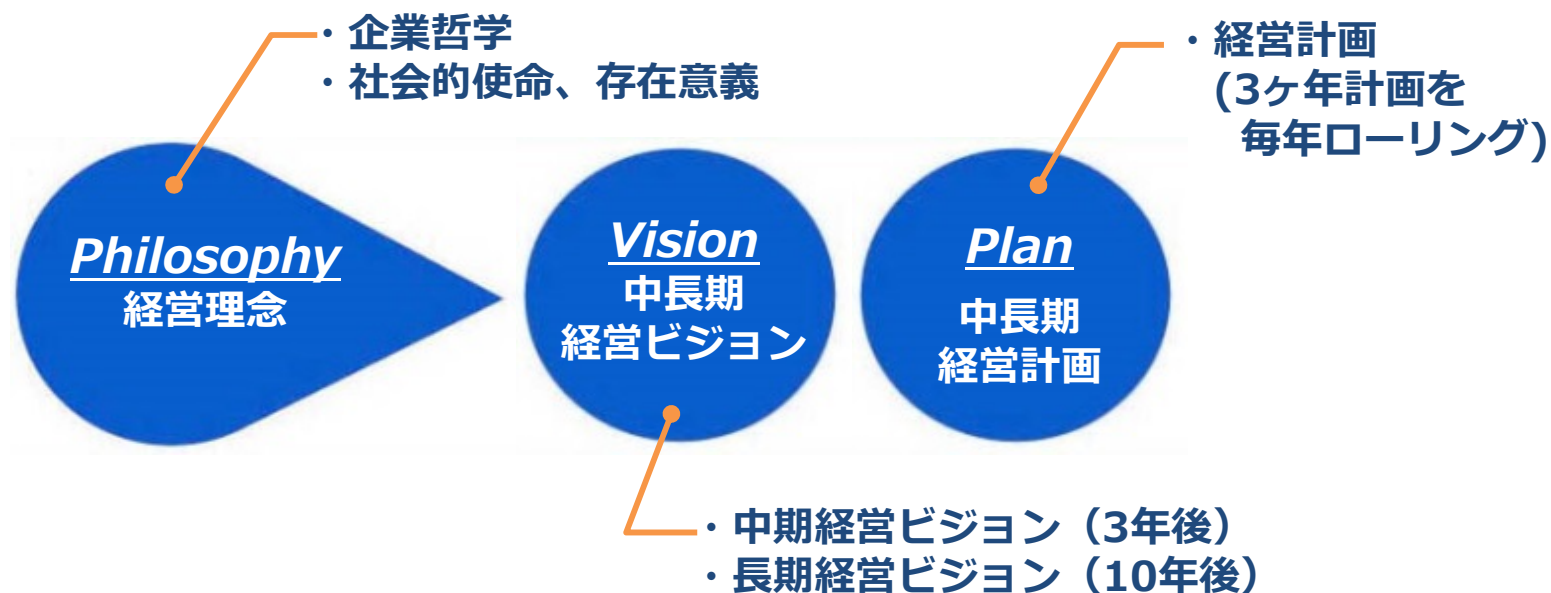 ・企業哲学
・社会的使命、存在意義
・経営計画
(3ヶ年計画を
毎年ローリング)
Philosophy
経営理念
Vision
中長期
経営ビジョン
Plan
中長期
経営計画
・中期経営ビジョン（3年後）
・長期経営ビジョン（10年後）